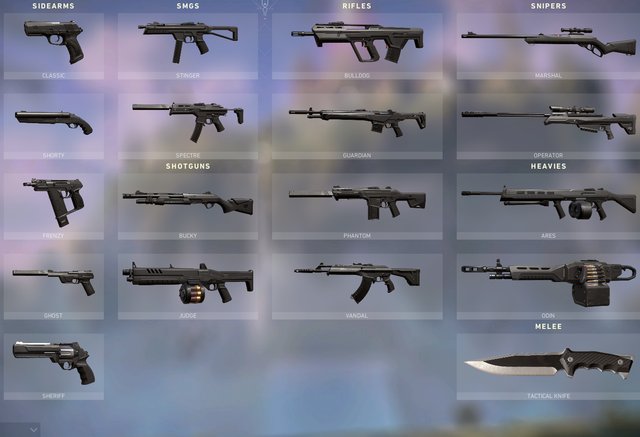 SIDEARMS
SMGS
RIFLES
SNIPERS
CLASSIC
STINGER
BULLDOG
MARSHAL
SHORTY
SPECTRE
GUARDIAN
OPERATOR
SHOTGUNS
HEAVIES
FRENZY
BUCKY
PHANTOM
ARES
GHOST
JUDGE
VANDAL
ODIN
MELEE
SHERIFF
TACTICAL KNIFE